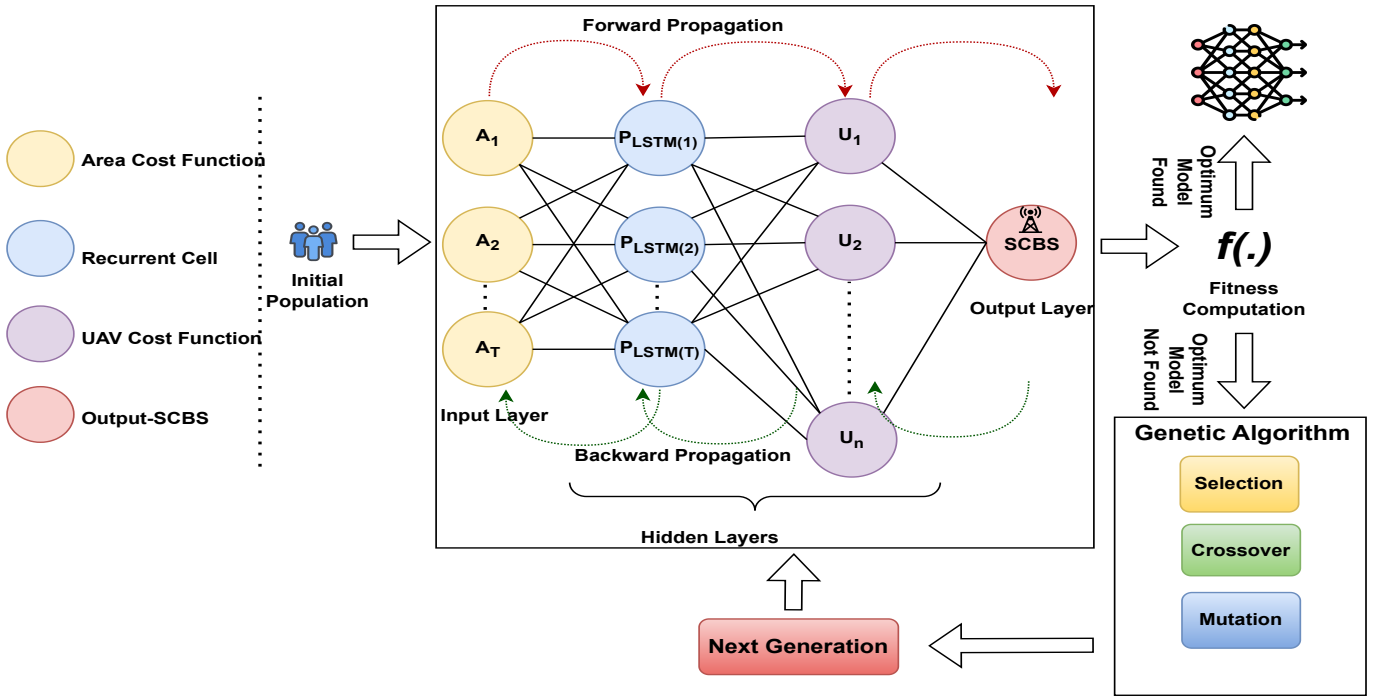 Area Cost Function
Recurrent Cell
UAV Cost Function
Output-SCBS
Initial
Population
Forward Propagation
A1
A2
AT
Input Layer
PLSTM(1)
PLSTM(2)
PLSTM(T)
U1
U2
Un
SCBS
Output Layer
Backward Propagation
Hidden Layers
Optimum
Model
Found
f(.)
Fitness
Computation
Optimum
Model
Not Found
Genetic Algorithm
Selection
Crossover
Mutation
Next Generation